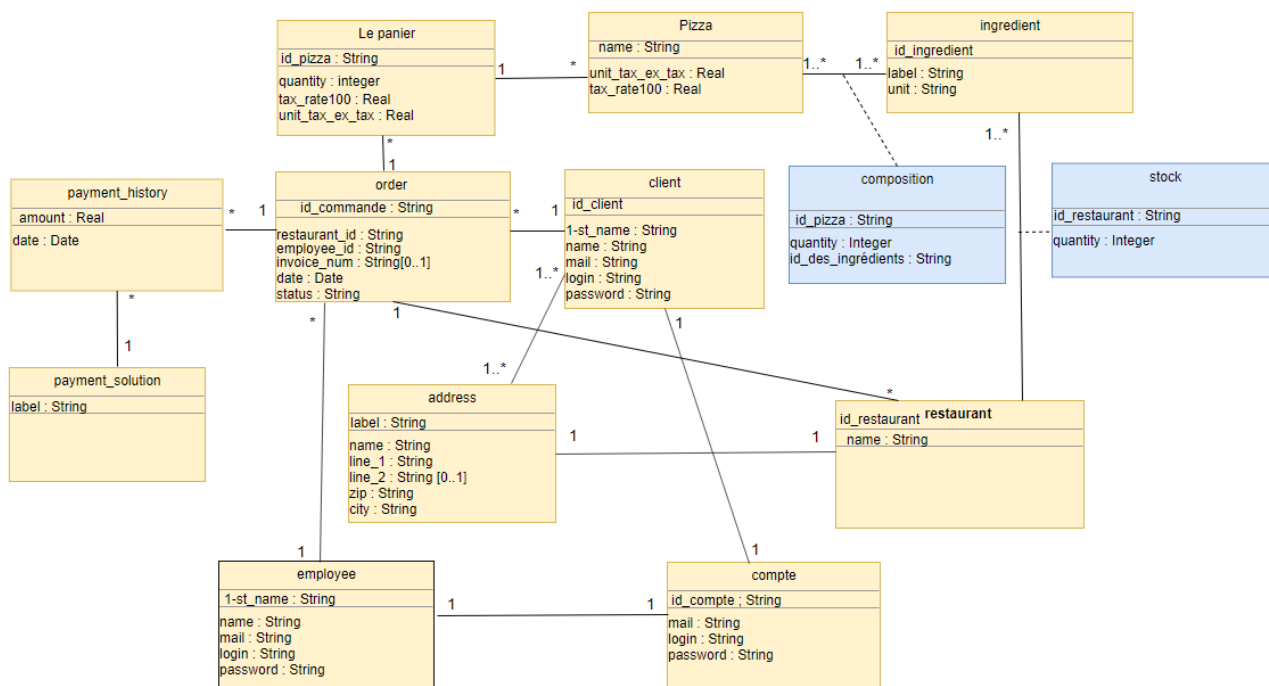 Le panier
id_pizza : String
quantity : integer
tax_rate100 : Real
unit_tax_ex_tax : Real
1
*
Pizza
name : String
unit_tax_ex_tax : Real
tax_rate100 : Real
1..*
1..*
ingredient
id_ingredient
label : String
unit : String
1..*
*
1
payment_history
amount : Real
date : Date
*
1
order
id_commande : String
restaurant_id : String
employee_id : String
invoice_num : String[0..1]
date : Date
status : String
*
1
client
id_client
1-st_name : String
name : String
mail : String
login : String
password : String
1..*
composition
id_pizza : String
quantity : Integer
id_des_ingrédients : String
stock
id_restaurant : String
quantity : Integer
*
1
*
1
1
1..*
*
payment_solution
label : String
address
label : String
name : String
line_1 : String
line_2 : String [0..1]
zip : String
city : String
1
1
id_restaurant
restaurant
name : String
1
1
employee
1-st_name : String
name : String
mail : String
login : String
password : String
1
1
compte
id_compte ; String
mail : String
login : String
password : String